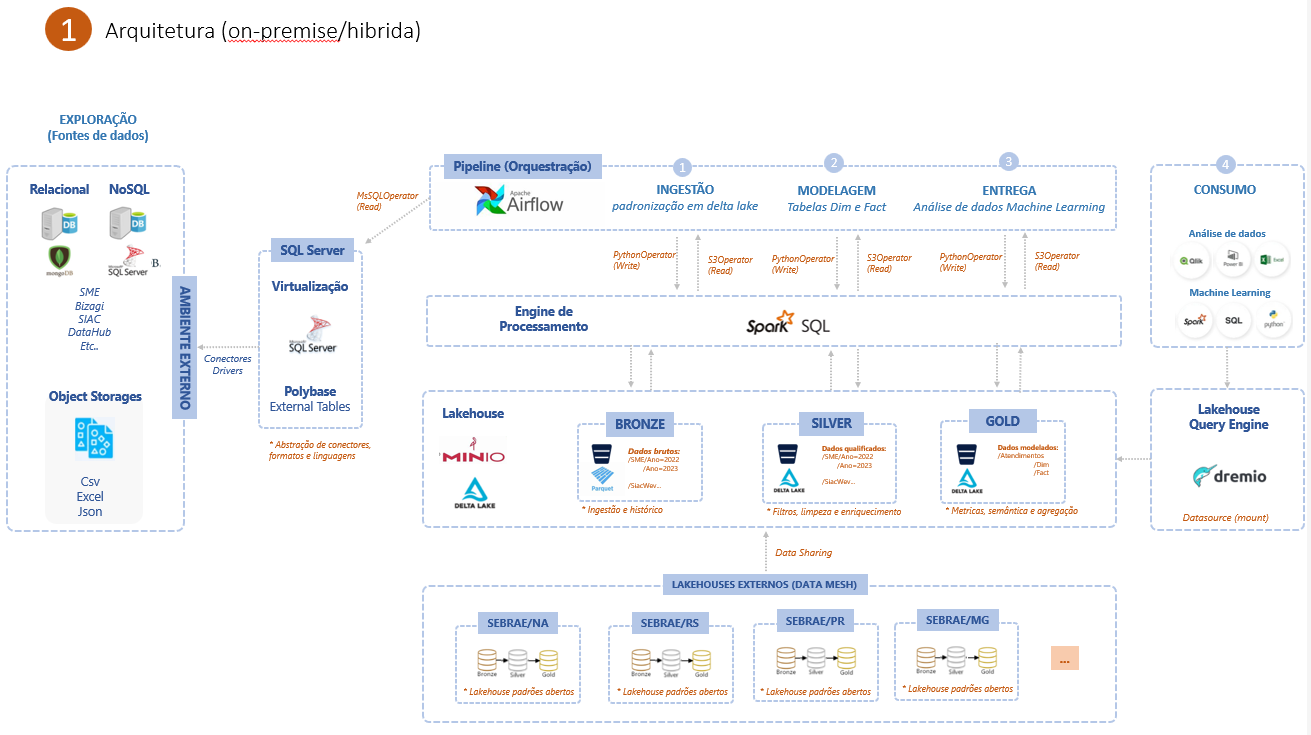 1
Arquitetura (on-premise/hibrida)
EXPLORAÇÃO
(Fontes de dados)
Relacional
NoSQL
DB
DB
mongoDB
Microsoft
SQL Server
B.
SME
Bizagi
SIAC
DataHub
Etc..
Object Storages
Csv
Excel
Json
AMBIENTE EXTERNO
Conectores
Drivers
SQL Server
Virtualização
Microsoft
SQL Server
Polybase
External Tables
* Abstração de conectores,
formatos e linguagens
MsSQLOperator
(Read)
Pipeline (Orquestração)
Apache
Airflow
1
INGESTÃO
padronização em delta lake
2
MODELAGEM
Tabelas Dim e Fact
3
ENTREGA
Análise de dados Machine Learming
PythonOperator
(Write)
S3Operator
(Read)
PythonOperator
(Write)
S3Operator
(Read)
PythonOperator
(Write)
S3Operator
(Read)
Engine de
Processamento
Spark SQL
Lakehouse
MINIO
DELTA LAKE
BRONZE
Parquet
Dados brutos:
/SME/Ano=2022
/Ano=2023
/SiacWev...
* Ingestão e histórico
SILVER
DELTA LAKE
Dados qualificados:
/SME/Ano=2022
/Ano=2023
/SiacWev...
* Filtros, limpeza e enriquecimento
GOLD
DELTA LAKE
Dados modelados:
/Atendimentos
/Dim
/Fact
* Metricas, semântica e agregação
Data Sharing
LAKEHOUSES EXTERNOS (DATA MESH)
SEBRAE/NA
Bronze
Silver
Gold
* Lakehouse padrões abertos
SEBRAE/RS
Bronze
Silver
Gold
* Lakehouse padrões abertos
SEBRAE/PR
Bronze
Silver
Gold
* Lakehouse padrões abertos
SEBRAE/MG
Bronze
Silver
Gold
* Lakehouse padrões abertos
...
4
CONSUMO
Análise de dados
Qlik
Power BI
Excel
Machine Learning
Spark
SQL
python
Lakehouse
Query Engine
dremio
Datasource (mount)